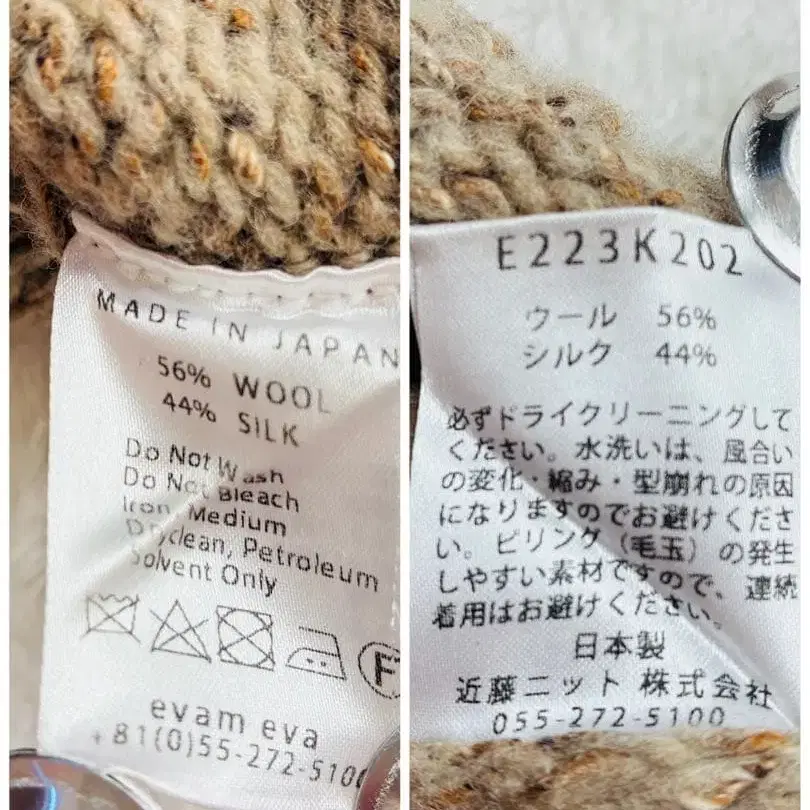 MADE IN JAPAN
56% WOOL
44% SILK
Do Not Wash
Do Not Bleach
Iron, Medium
Dryclean, Petroleum
Solvent Only
F
evam eva
+81(0)55-272-5100
E223K202
ウール 56%
シルク 44%
必ずドライクリーニングして
ください。水洗いは、風合い
の変化・縮み・型崩れの原因
になりますのでお避けくださ
い。ピリング（毛玉）の発生
しやすい素材ですので、連続
着用はお避けください。
日本製
近藤ニット 株式会社
055-272-5100